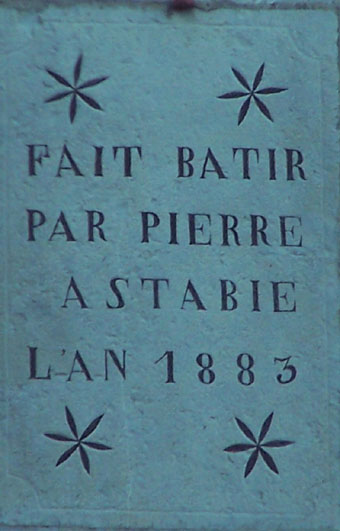 FAIT BATIR
PAR PIERRE
ASTABIE
L'AN 1883